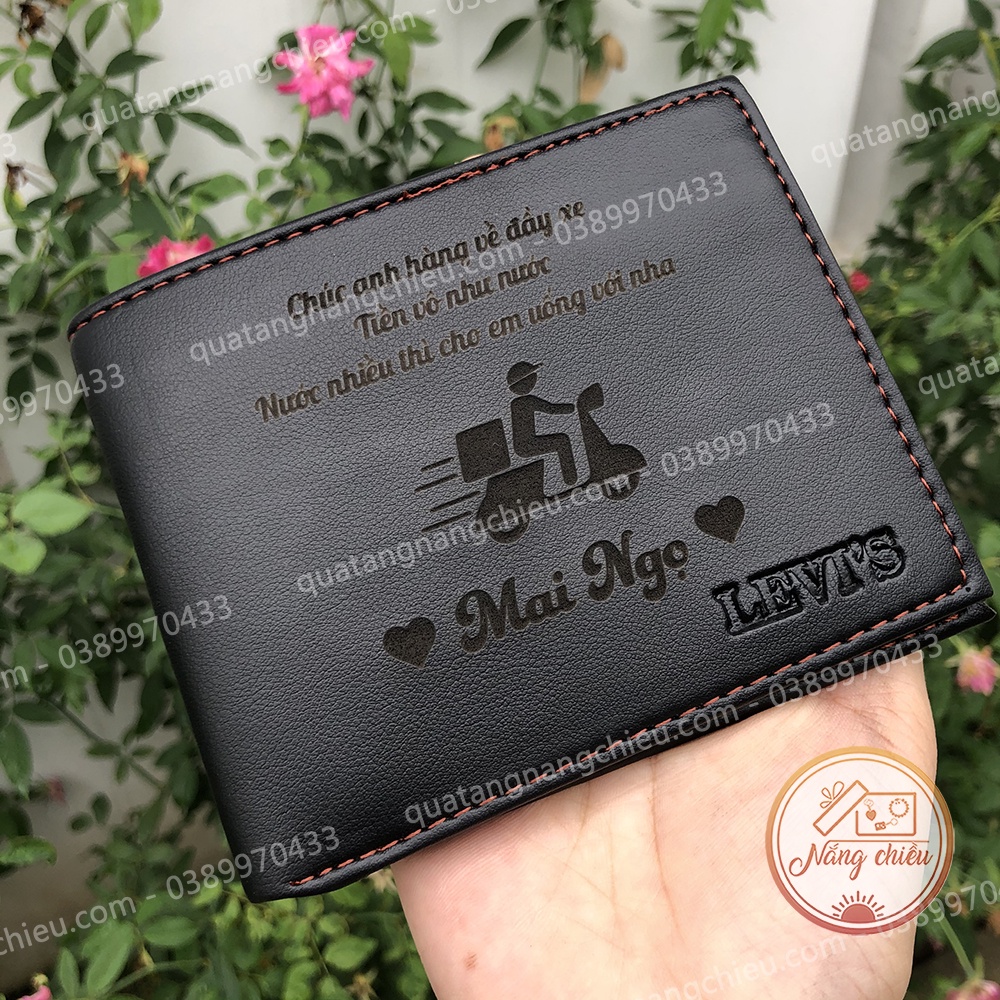 Chúc anh hàng về đầy xe
Tiền vô như nước
Nước nhiều thì cho em uống với nha
Mai Ngọ
LEVI'S
Nắng chiều
quatangnangchieu.com - 0389970433